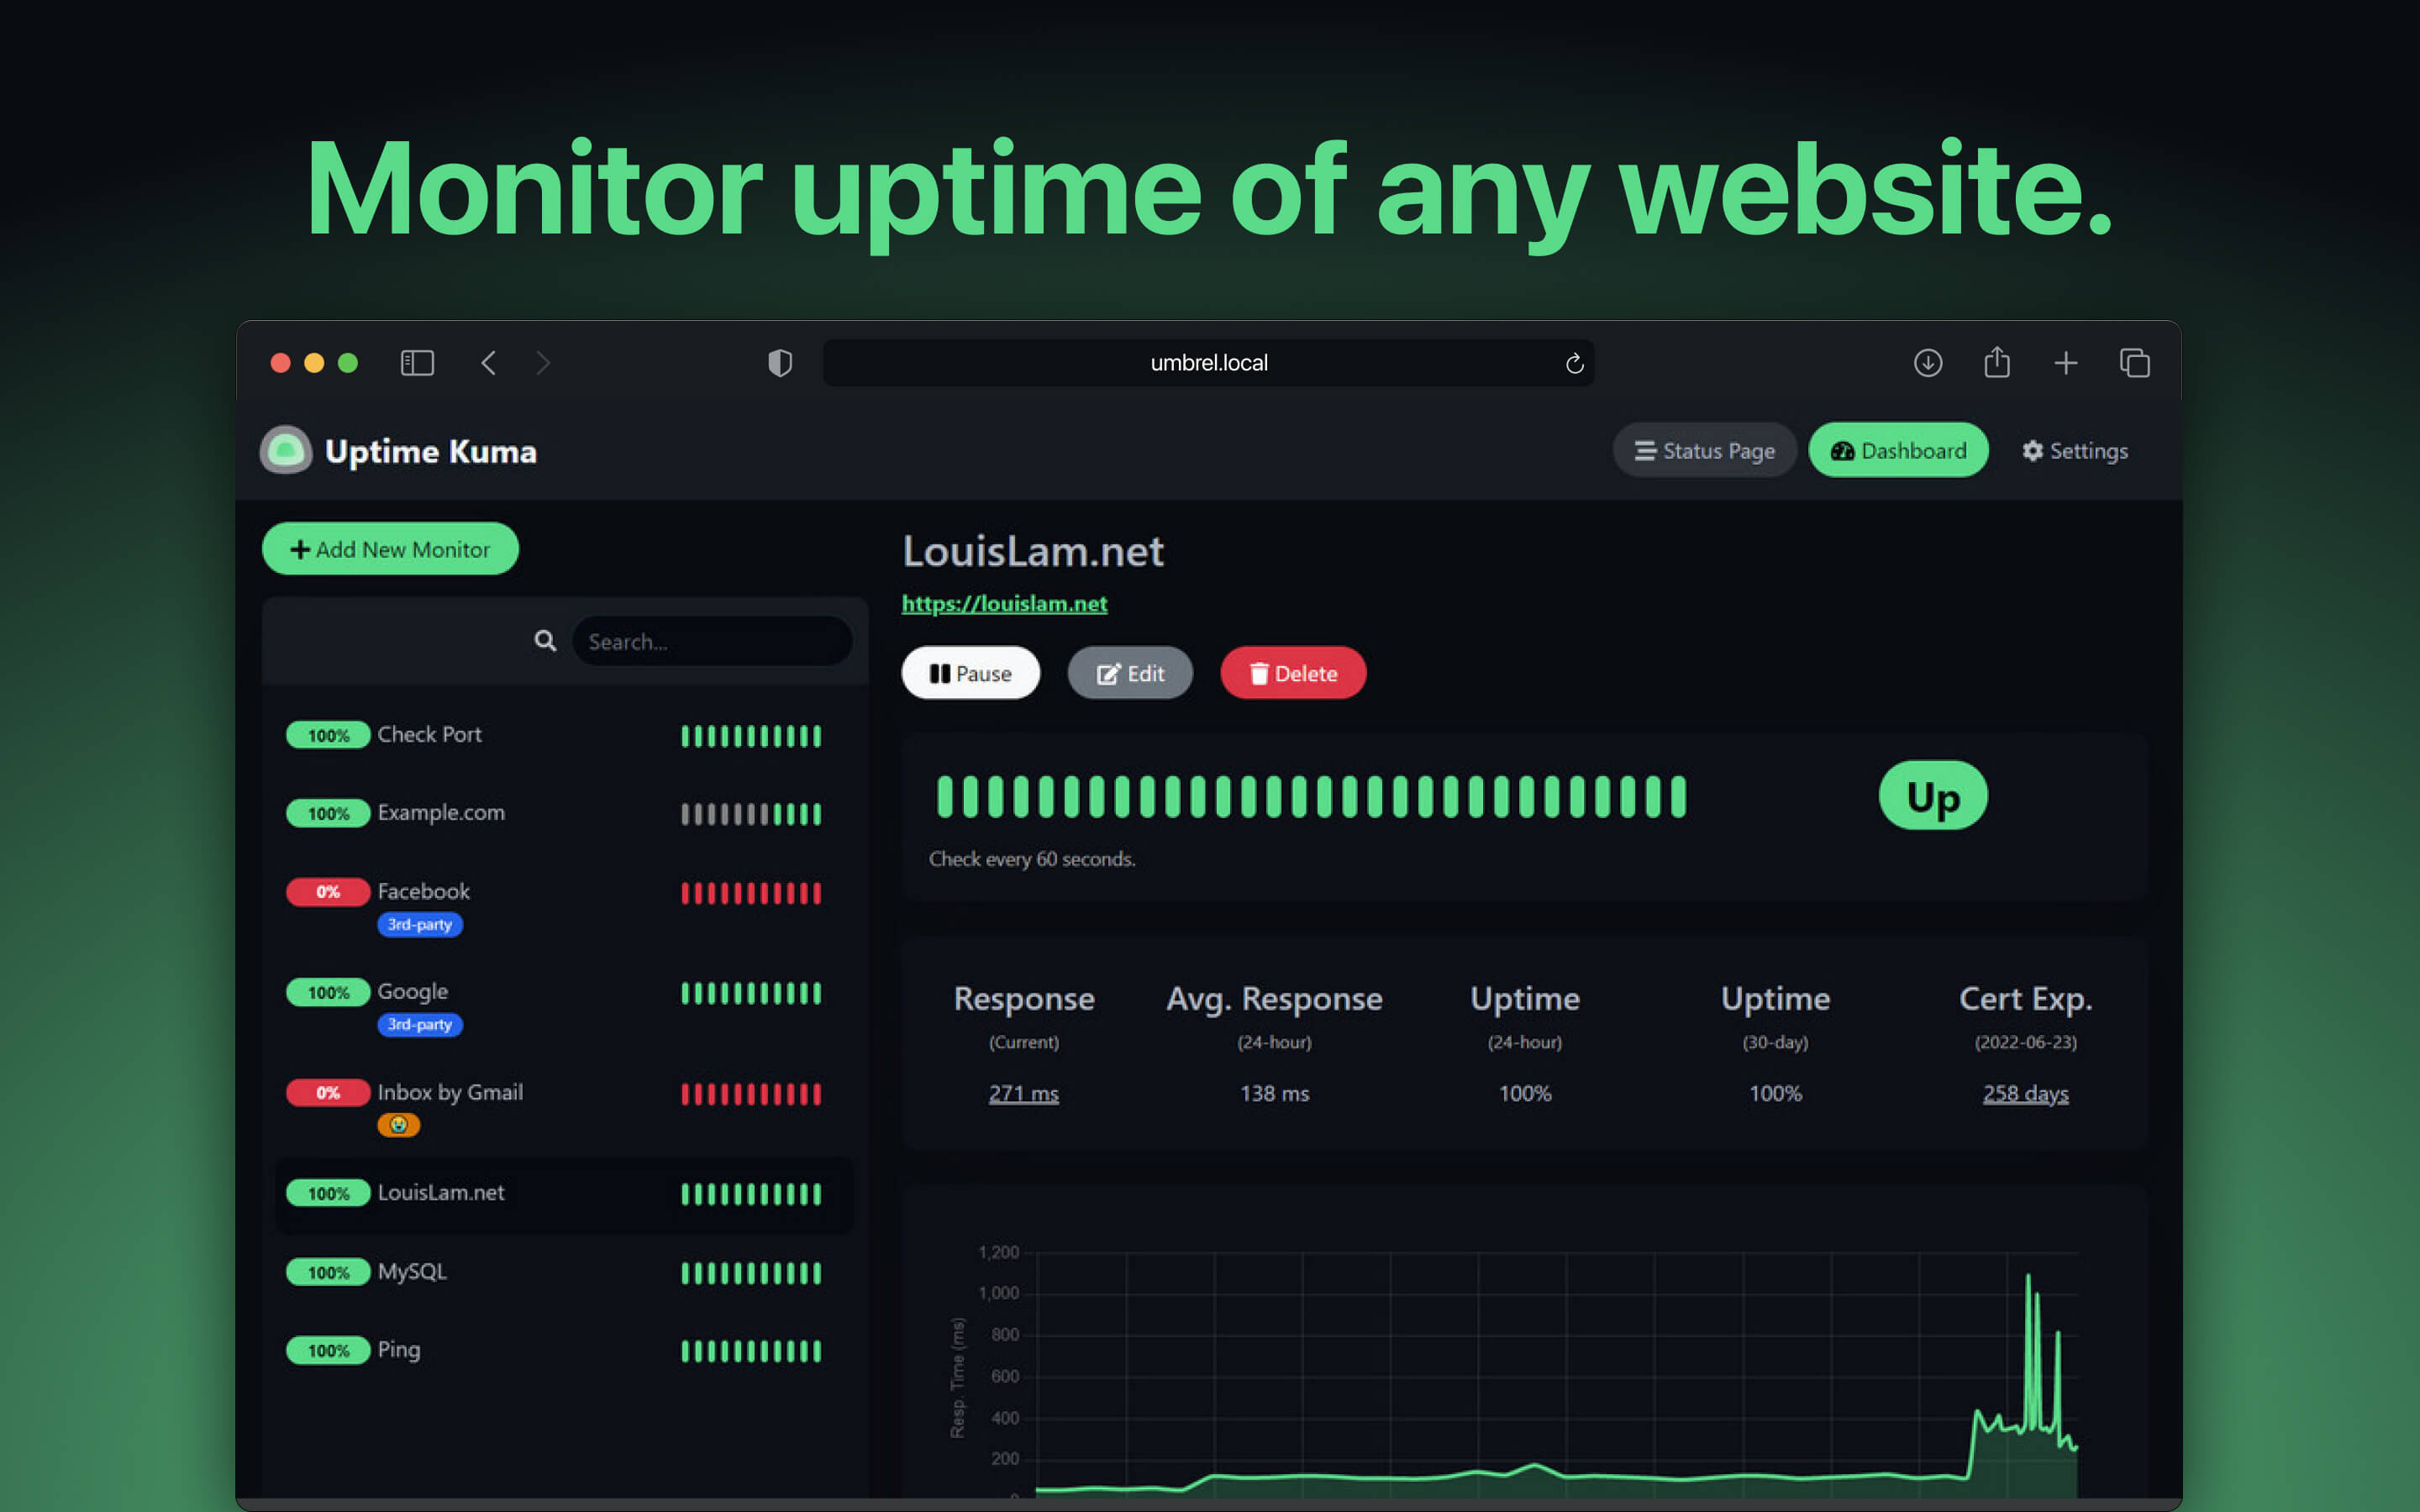 Monitor uptime of any website.
umbrel.local
Uptime Kuma
Status Page
Dashboard
Settings
Add New Monitor
Search...
100% Check Port
100% Example.com
0% Facebook
3rd-party
100% Google
3rd-party
0% Inbox by Gmail
100% LouisLam.net
100% MySQL
100% Ping
LouisLam.net
https://louislam.net
Pause
Edit
Delete
Up
Check every 60 seconds.
Response
(Current)
271 ms
Avg. Response
(24-hour)
138 ms
Uptime
(24-hour)
100%
Uptime
(30-day)
100%
Cert Exp.
(2022-06-23)
258 days
Resp. Time (ms)
1,200
1,000
800
600
400
200
0